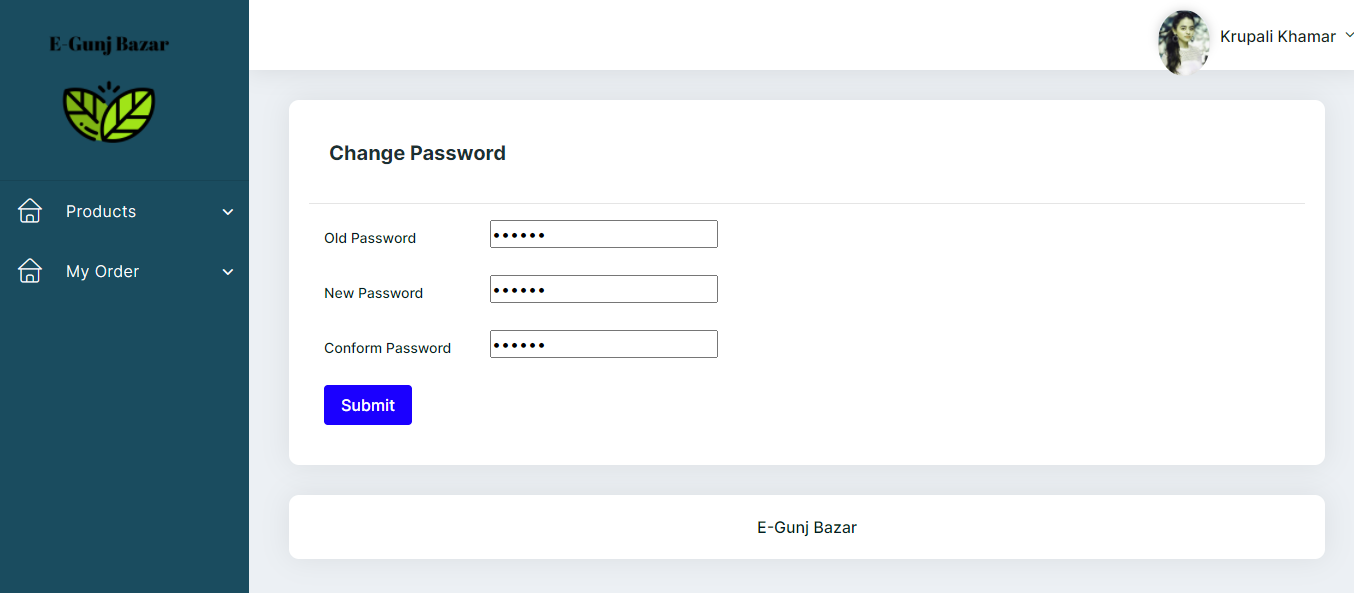 E-Gunj Bazar
Krupali Khamar
Products
My Order
Change Password
Old Password
••••••
New Password
••••••
Conform Password
••••••
Submit
E-Gunj Bazar